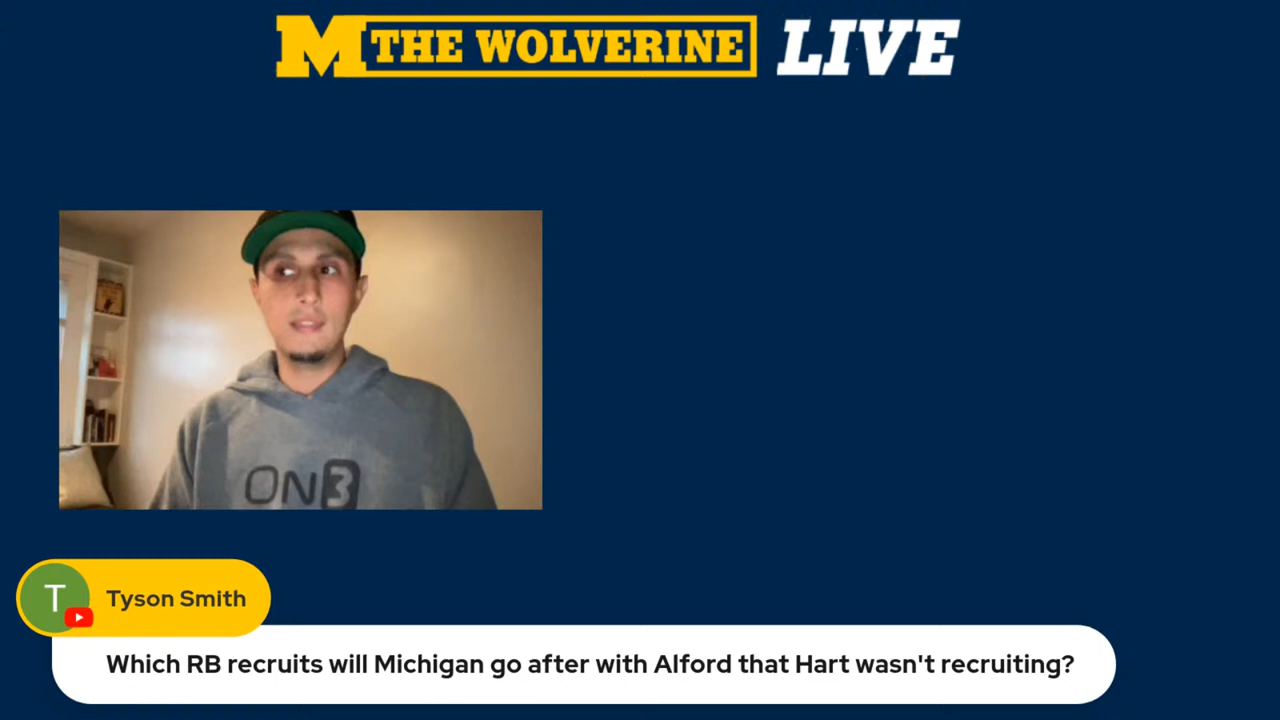 M THE WOLVERINE LIVE
ON3
T Tyson Smith
Which RB recruits will Michigan go after with Alford that Hart wasn't recruiting?